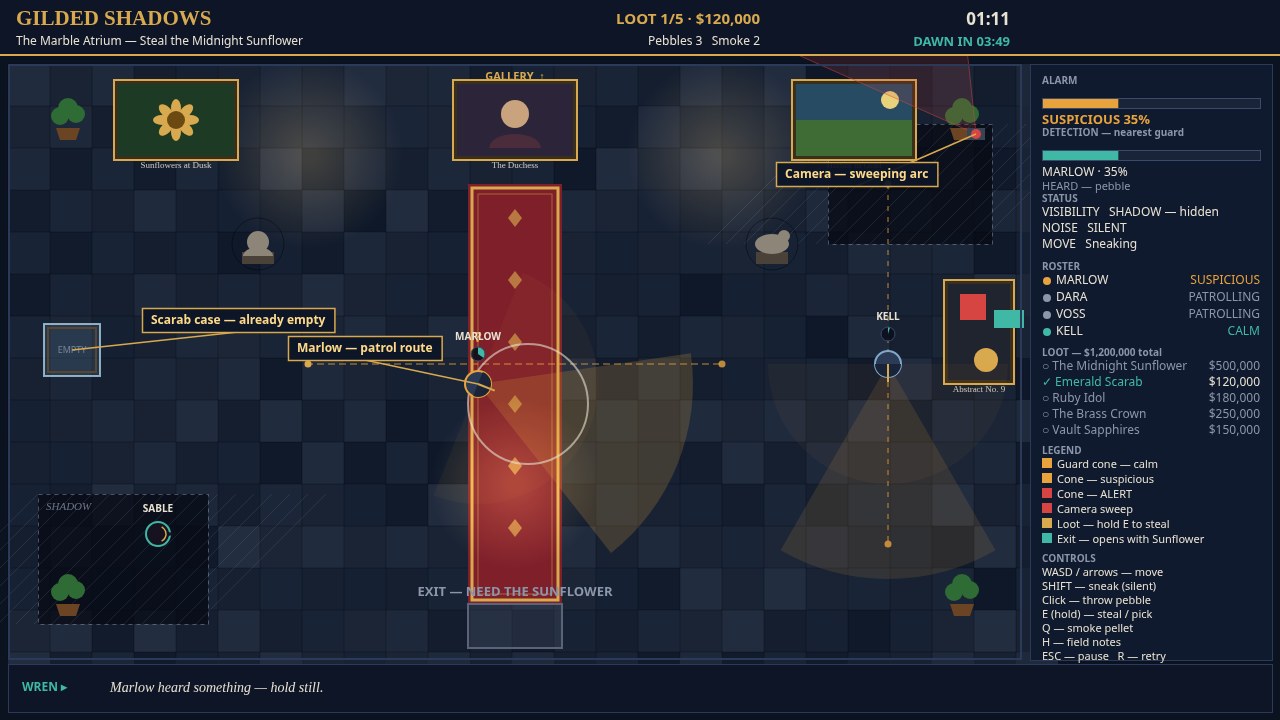 GILDED SHADOWS
The Marble Atrium — Steal the Midnight Sunflower
LOOT 1/5 · $120,000
Pebbles 3 Smoke 2
01:11
DAWN IN 03:49
GALLERY ↑
Sunflowers at Dusk
The Duchess
Camera — sweeping arc
Scarab case — already empty
EMPTY
Marlow — patrol route
MARLOW
KELL
Abstract No. 9
SHADOW
SABLE
EXIT — NEED THE SUNFLOWER
ALARM
SUSPICIOUS 35%
DETECTION — nearest guard
MARLOW · 35%
HEARD — pebble
STATUS
VISIBILITY SHADOW — hidden
NOISE SILENT
MOVE Sneaking
ROSTER
MARLOW SUSPICIOUS
DARA PATROLLING
VOSS PATROLLING
KELL CALM
LOOT — $1,200,000 total
○ The Midnight Sunflower $500,000
✓ Emerald Scarab $120,000
○ Ruby Idol $180,000
○ The Brass Crown $250,000
○ Vault Sapphires $150,000
LEGEND
Guard cone — calm
Cone — suspicious
Cone — ALERT
Camera sweep
Loot — hold E to steal
Exit — opens with Sunflower
CONTROLS
WASD / arrows — move
SHIFT — sneak (silent)
Click — throw pebble
E (hold) — steal / pick
Q — smoke pellet
H — field notes
ESC — pause R — retry
WREN ▸
Marlow heard something — hold still.